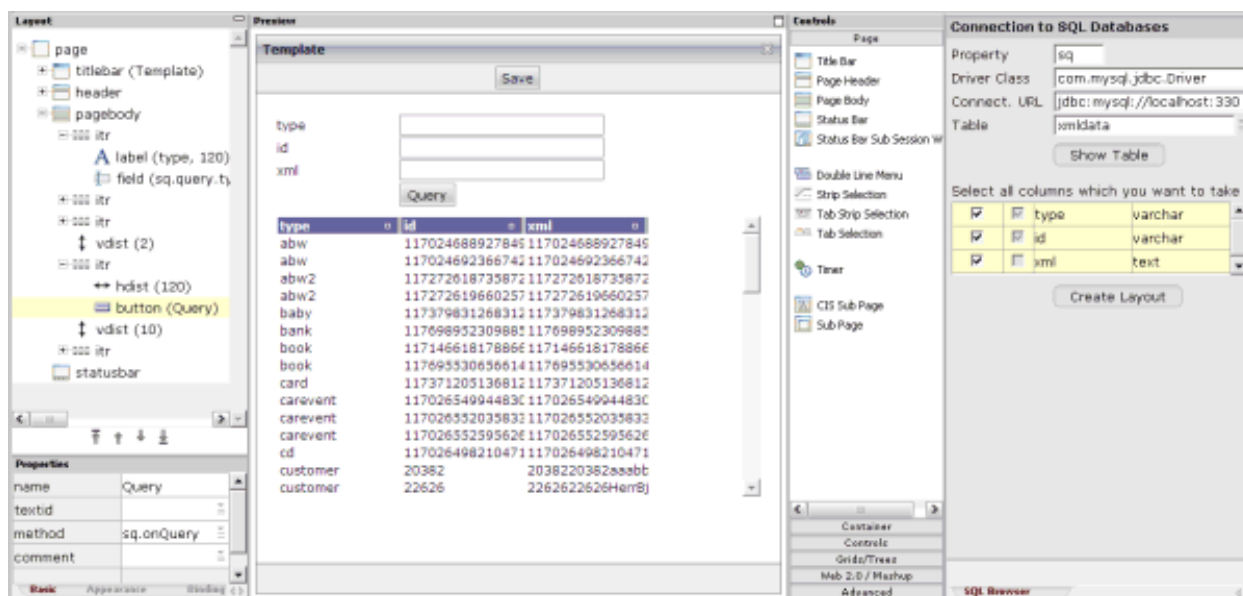 Layout
page
titlebar (Template)
header
pagebody
itr
label (type, 120)
field (sq.query.ty
itr
itr
vdist (2)
itr
hdist (120)
button (Query)
vdist (10)
itr
statusbar
Properties
name Query
textid
method sq.onQuery
comment
Basic Appearance Binding
Preview
Template
Save
type
id
xml
Query
type id xml
abw 117024688927849 117024688927849
abw 117024692366742 117024692366742
abw2 117272618735872 117272618735872
abw2 117272619660257 117272619660257
baby 117379831268312 117379831268312
bank 117698952309885 117698952309885
book 117146618178866 117146618178866
book 117695530656614 117695530656614
card 117371205136812 117371205136812
carevent 117026549944830 117026549944830
carevent 117026552035833 117026552035833
carevent 117026552595626 117026552595626
cd 117026498210471 117026498210471
customer 20382 2038220382aaabb
customer 22626 2262622626HerrBj
Controls
Page
Title Bar
Page Header
Page Body
Status Bar
Status Bar Sub Session W
Double Line Menu
Strip Selection
Tab Strip Selection
Tab Selection
Timer
CIS Sub Page
Sub Page
Container
Controls
Grids/Trees
Web 2.0 / Mashup
Advanced
Connection to SQL Databases
Property sq
Driver Class com.mysql.jdbc.Driver
Connect. URL jdbc:mysql://localhost:330
Table xmldata
Show Table
Select all columns which you want to take
type varchar
id varchar
xml text
Create Layout
SQL Browser